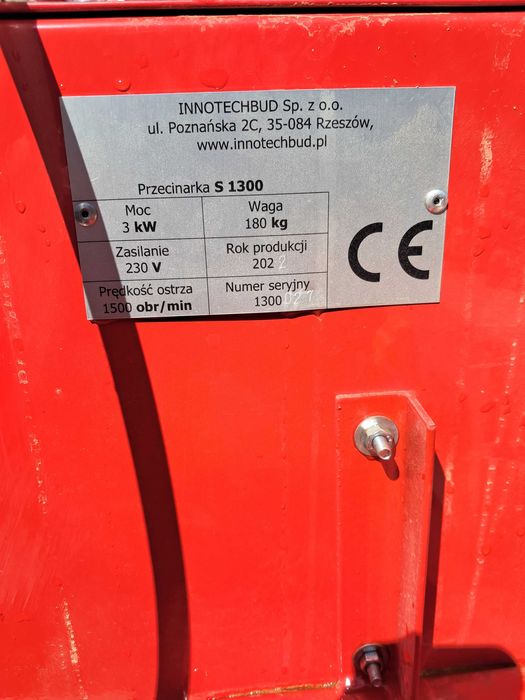 INNOTECHBUD Sp. z o.o.
ul. Poznańska 2C, 35-084 Rzeszów,
www.innotechbud.pl
Przecinarka S 1300
Moc
3 kW
Waga
180 kg
Zasilanie
230 V
Rok produkcji
2022
Prędkość ostrza
1500 obr/min
Numer seryjny
1300027
CE